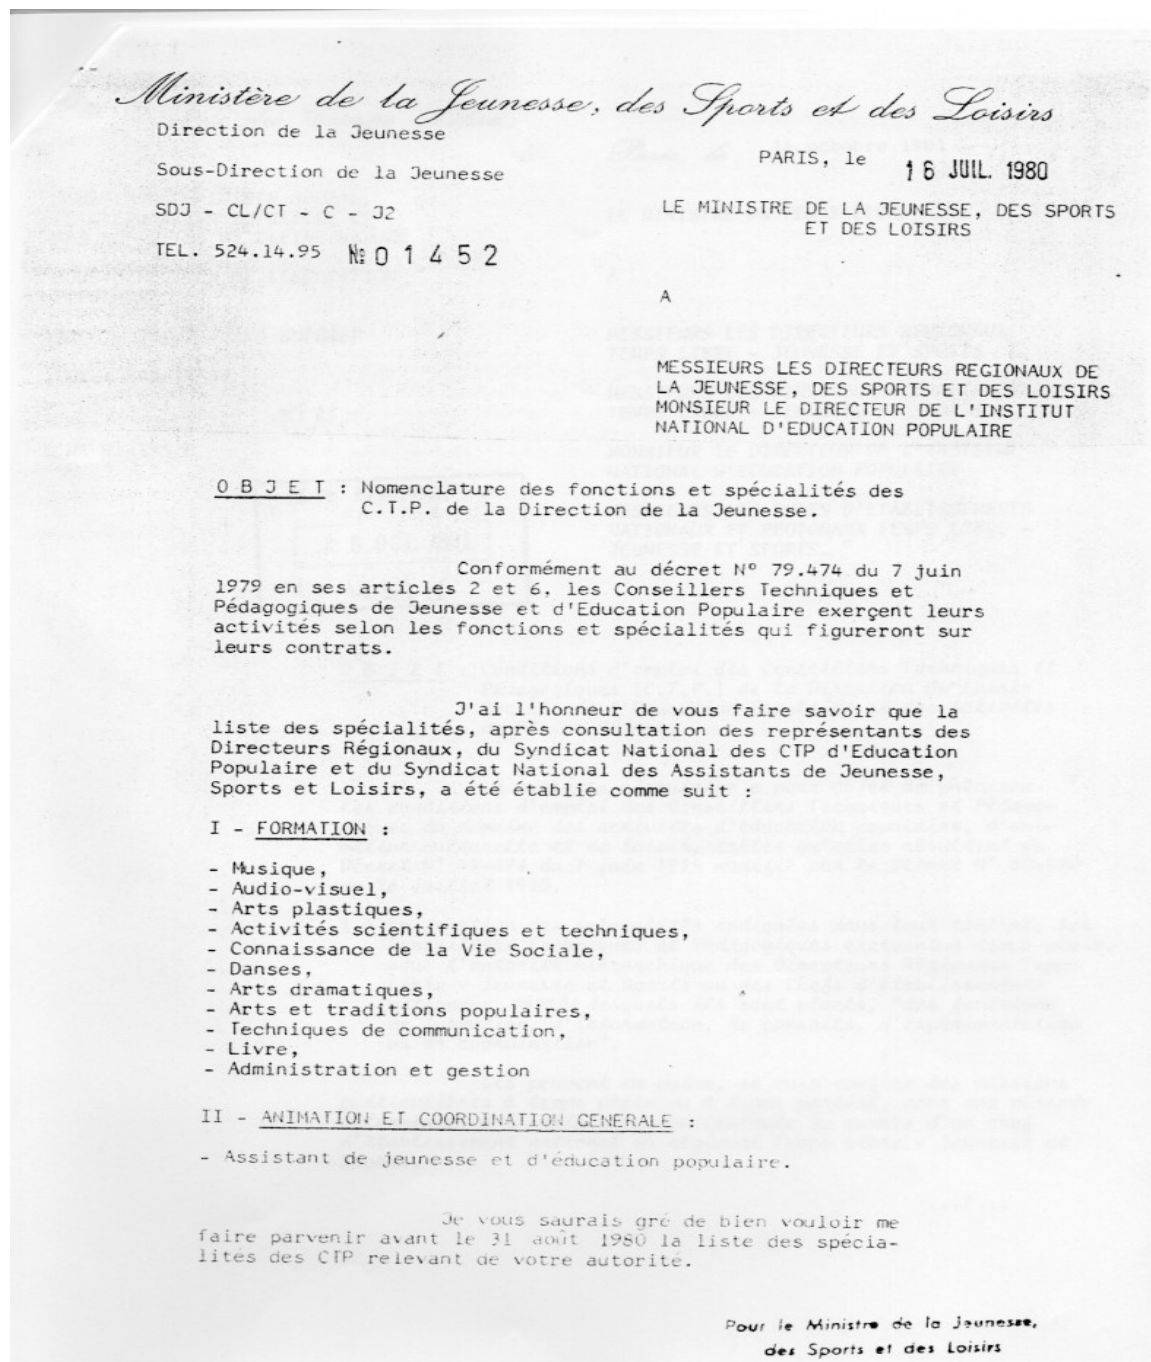 Ministère de la Jeunesse, des Sports et des Loisirs
Direction de la Jeunesse
Sous-Direction de la Jeunesse
SDJ - CL/CT - C - J2
TEL. 524.14.95 № 01452
PARIS, le 16 JUIL. 1980
LE MINISTRE DE LA JEUNESSE, DES SPORTS
ET DES LOISIRS
A
MESSIEURS LES DIRECTEURS REGIONAUX DE
LA JEUNESSE, DES SPORTS ET DES LOISIRS
MONSIEUR LE DIRECTEUR DE L'INSTITUT
NATIONAL D'EDUCATION POPULAIRE
O B J E T : Nomenclature des fonctions et spécialités des
C.T.P. de la Direction de la Jeunesse.
Conformément au décret N° 79.474 du 7 juin
1979 en ses articles 2 et 6, les Conseillers Techniques et
Pédagogiques de Jeunesse et d'Education Populaire exerçent leurs
activités selon les fonctions et spécialités qui figureront sur
leurs contrats.
J'ai l'honneur de vous faire savoir que la
liste des spécialités, après consultation des représentants des
Directeurs Régionaux, du Syndicat National des CTP d'Education
Populaire et du Syndicat National des Assistants de Jeunesse,
Sports et Loisirs, a été établie comme suit :
I - FORMATION :
- Musique,
- Audio-visuel,
- Arts plastiques,
- Activités scientifiques et techniques,
- Connaissance de la Vie Sociale,
- Danses,
- Arts dramatiques,
- Arts et traditions populaires,
- Techniques de communication,
- Livre,
- Administration et gestion
II - ANIMATION ET COORDINATION GENERALE :
- Assistant de jeunesse et d'éducation populaire.
Je vous saurais gré de bien vouloir me
faire parvenir avant le 31 août 1980 la liste des spécia-
lités des CTP relevant de votre autorité.
Pour le Ministre de la Jeunesse,
des Sports et des Loisirs